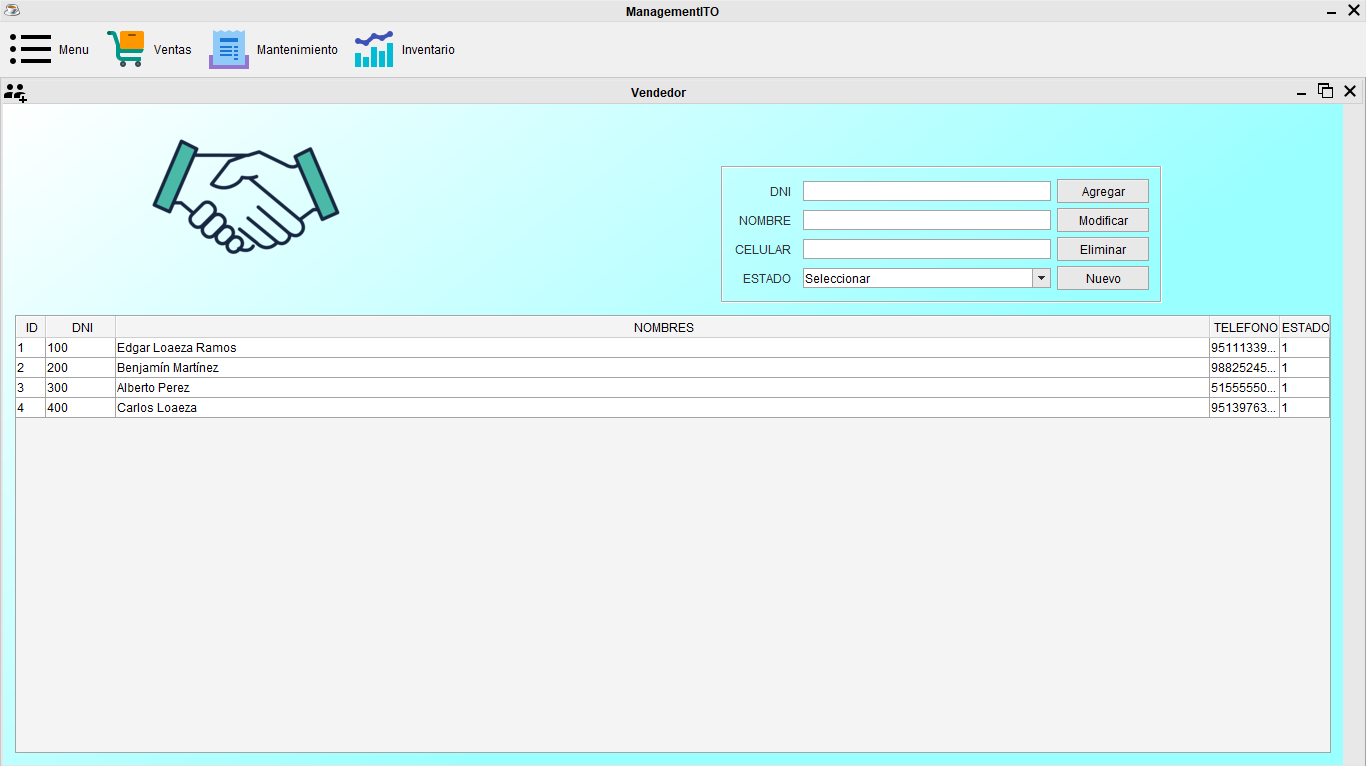 ManagementITO
Menu Ventas Mantenimiento Inventario
Vendedor
DNI Agregar
NOMBRE Modificar
CELULAR Eliminar
ESTADO Seleccionar Nuevo
ID DNI NOMBRES TELEFONO ESTADO
1 100 Edgar Loaeza Ramos 95111339... 1
2 200 Benjamín Martínez 98825245... 1
3 300 Alberto Perez 51555550... 1
4 400 Carlos Loaeza 95139763... 1